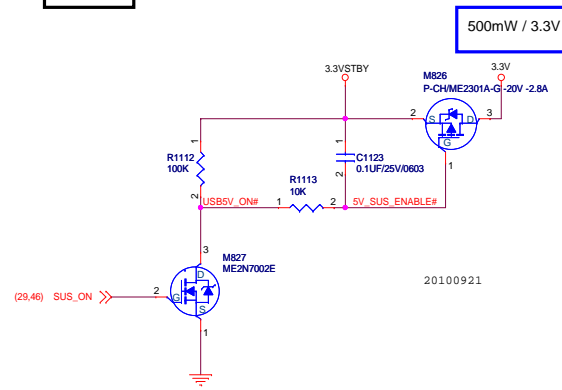 500mW / 3.3V
3.3VSTBY
3.3V
M826
P-CH/ME2301A-G -20V -2.8A
2
S
D
3
G
1
1
R1112
100K
2
1
C1123
0.1UF/25V/0603
2
R1113
10K
USB5V_ON#
1
2
5V_SUS_ENABLE#
3
M827
ME2N7002E
D
(29,46) SUS_ON
2
G
S
1
20100921